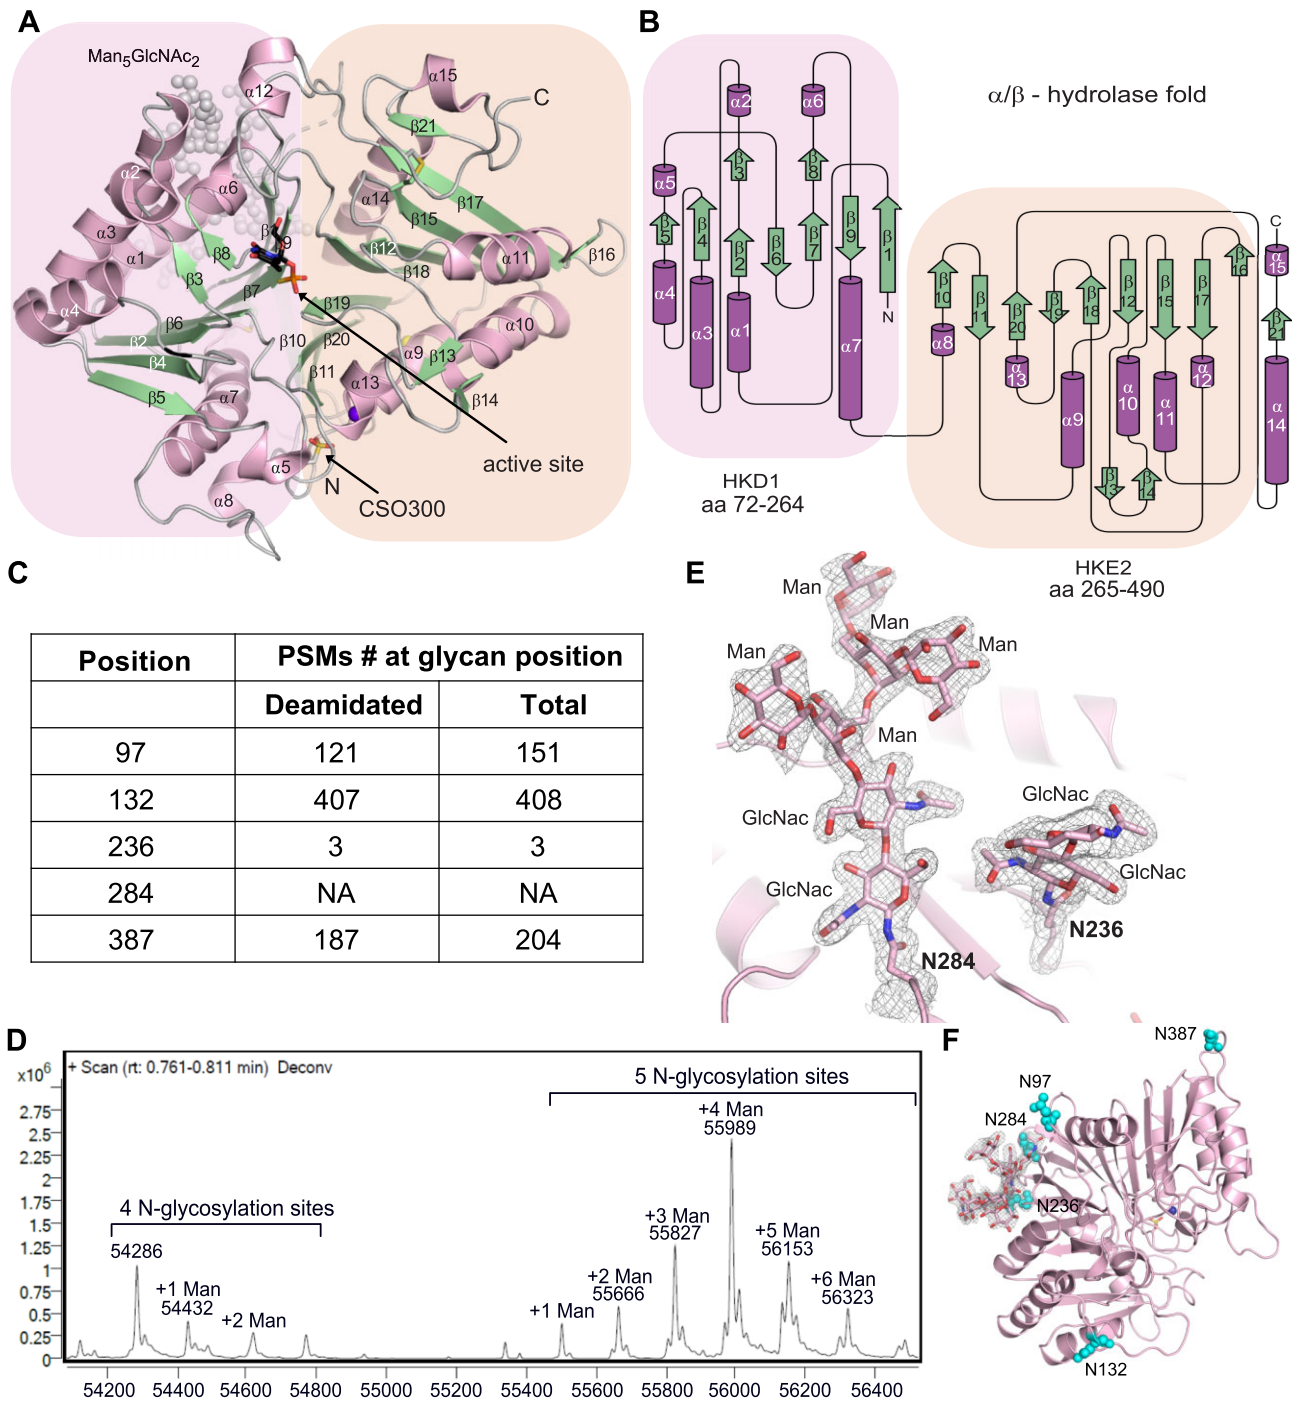 A
Man5GlcNAc2
α12
α15
C
β21
α2
α6
α14
β17
α3
β15
α1
β8
β9
β12
α11
β16
β3
β18
β7
α4
β19
α10
β6
β2
β10
β20
β4
α9
β13
β11
β5
α13
α7
β14
active site
α5
N
α8
CSO300
B
α/β - hydrolase fold
α2
α6
β3
β8
α5
β5
β4
β2
β6
β7
β9
β1
α4
α3
α1
α7
N
HKD1
aa 72-264
C
β10
β11
β20
β19
β18
β12
β15
β17
β16
α15
α8
β21
α13
α9
α10
α11
α12
α14
β13
β14
HKE2
aa 265-490
C
Position
PSMs # at glycan position
Deamidated
Total
97 121 151
132 407 408
236 3 3
284 NA NA
387 187 204
E
Man
Man
Man
Man
Man
GlcNac
GlcNac
GlcNac
GlcNac
N284
N236
D
+ Scan (rt: 0.761-0.811 min) Deconv
x10^6
2.75
2.5
2.25
2
1.75
1.5
1.25
1
0.75
0.5
0.25
0
4 N-glycosylation sites
54286
+1 Man
54432
+2 Man
5 N-glycosylation sites
+1 Man
+2 Man
55666
+3 Man
55827
+4 Man
55989
+5 Man
56153
+6 Man
56323
54200 54400 54600 54800 55000 55200 55400 55600 55800 56000 56200 56400
F
N387
N97
N284
N236
N132